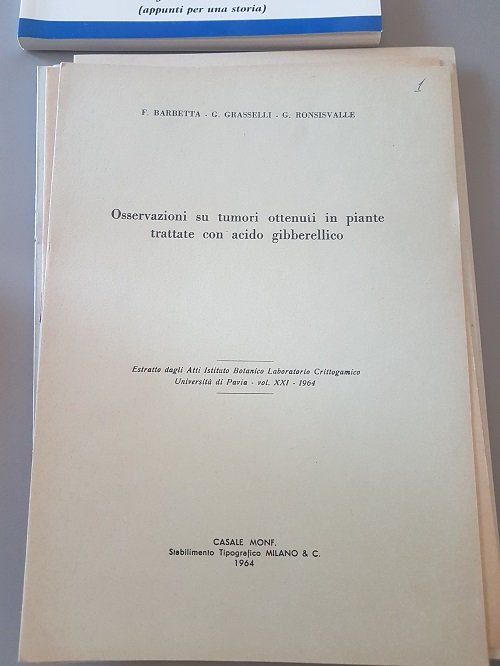 (appunti per una storia)
1
F. BARBETTA - G. GRASSELLI - G. RONSISVALLE
Osservazioni su tumori ottenuti in piante
trattate con acido gibberellico
Estratto dagli Atti Istituto Botanico Laboratorio Crittogamico
Università di Pavia - vol. XXI - 1964
CASALE MONF.
Stabilimento Tipografico MILANO & C.
1964